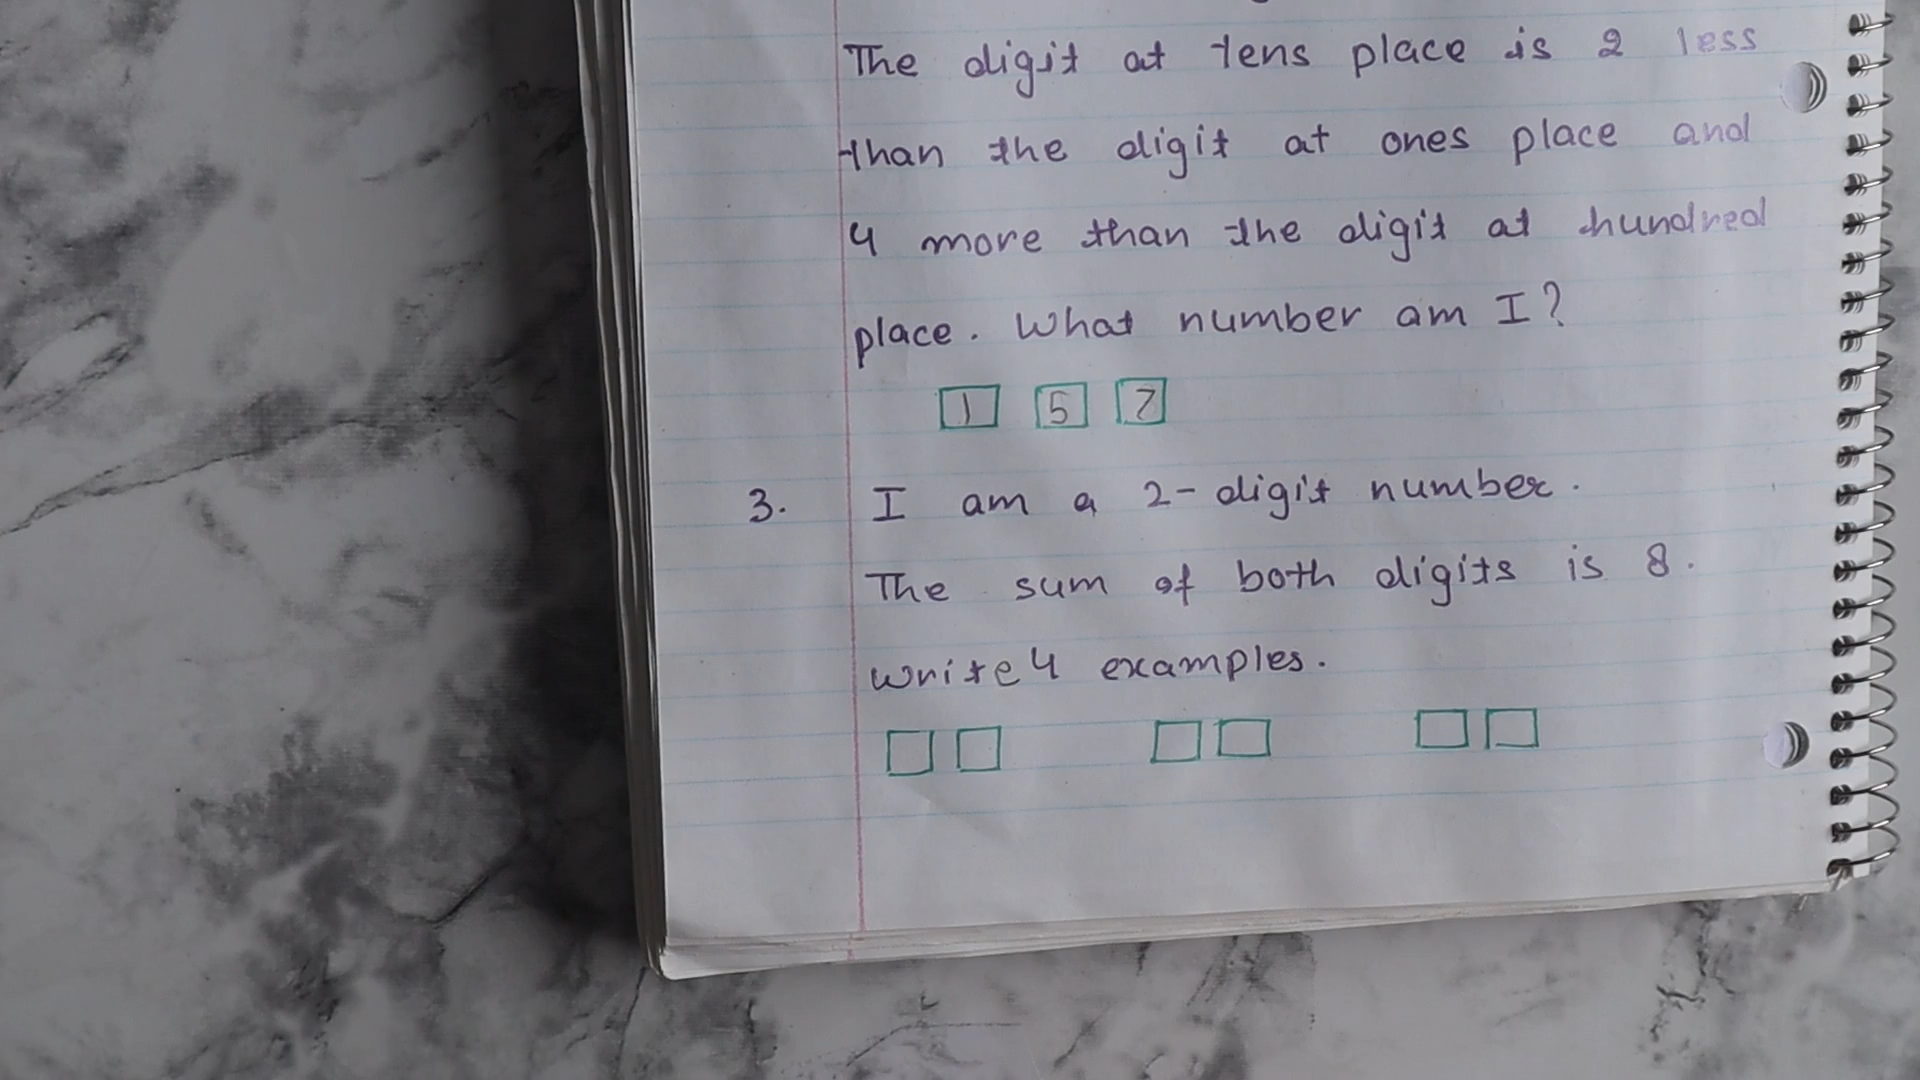 The digit at tens place is 2 less
than the digit at ones place and
4 more than the digit at hundred
place. What number am I?
1 5 7
3. I am a 2-digit number.
The sum of both digits is 8.
write 4 examples.